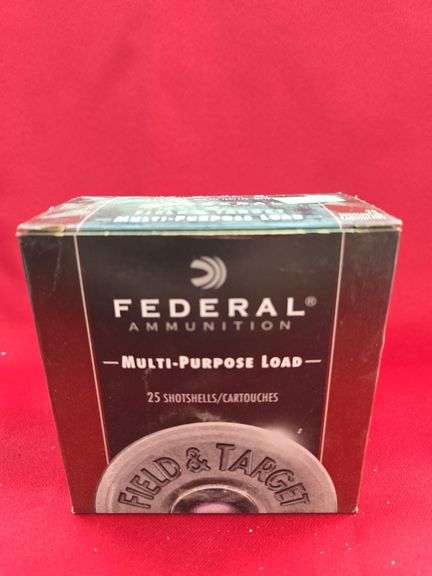 FEDERAL®
AMMUNITION
MULTI-PURPOSE LOAD
25 SHOTSHELLS/CARTOUCHES
FIELD & TARGET